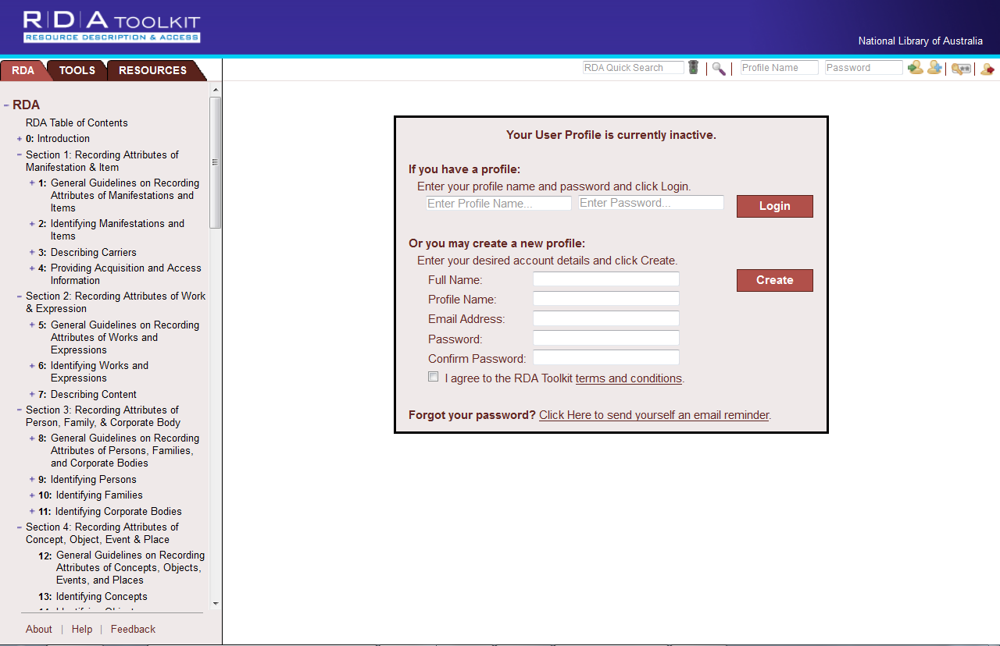 RDA TOOLKIT
RESOURCE DESCRIPTION & ACCESS
National Library of Australia
RDA TOOLS RESOURCES
RDA Quick Search Profile Name Password
RDA
RDA Table of Contents
0: Introduction
Section 1: Recording Attributes of
Manifestation & Item
1: General Guidelines on Recording
Attributes of Manifestations and
Items
2: Identifying Manifestations and
Items
3: Describing Carriers
4: Providing Acquisition and Access
Information
Section 2: Recording Attributes of Work
& Expression
5: General Guidelines on Recording
Attributes of Works and
Expressions
6: Identifying Works and
Expressions
7: Describing Content
Section 3: Recording Attributes of
Person, Family, & Corporate Body
8: General Guidelines on Recording
Attributes of Persons, Families,
and Corporate Bodies
9: Identifying Persons
10: Identifying Families
11: Identifying Corporate Bodies
Section 4: Recording Attributes of
Concept, Object, Event & Place
12: General Guidelines on Recording
Attributes of Concepts, Objects,
Events, and Places
13: Identifying Concepts
About | Help | Feedback
Your User Profile is currently inactive.
If you have a profile:
Enter your profile name and password and click Login.
Enter Profile Name... Enter Password... Login
Or you may create a new profile:
Enter your desired account details and click Create.
Full Name: Create
Profile Name:
Email Address:
Password:
Confirm Password:
I agree to the RDA Toolkit terms and conditions.
Forgot your password? Click Here to send yourself an email reminder.